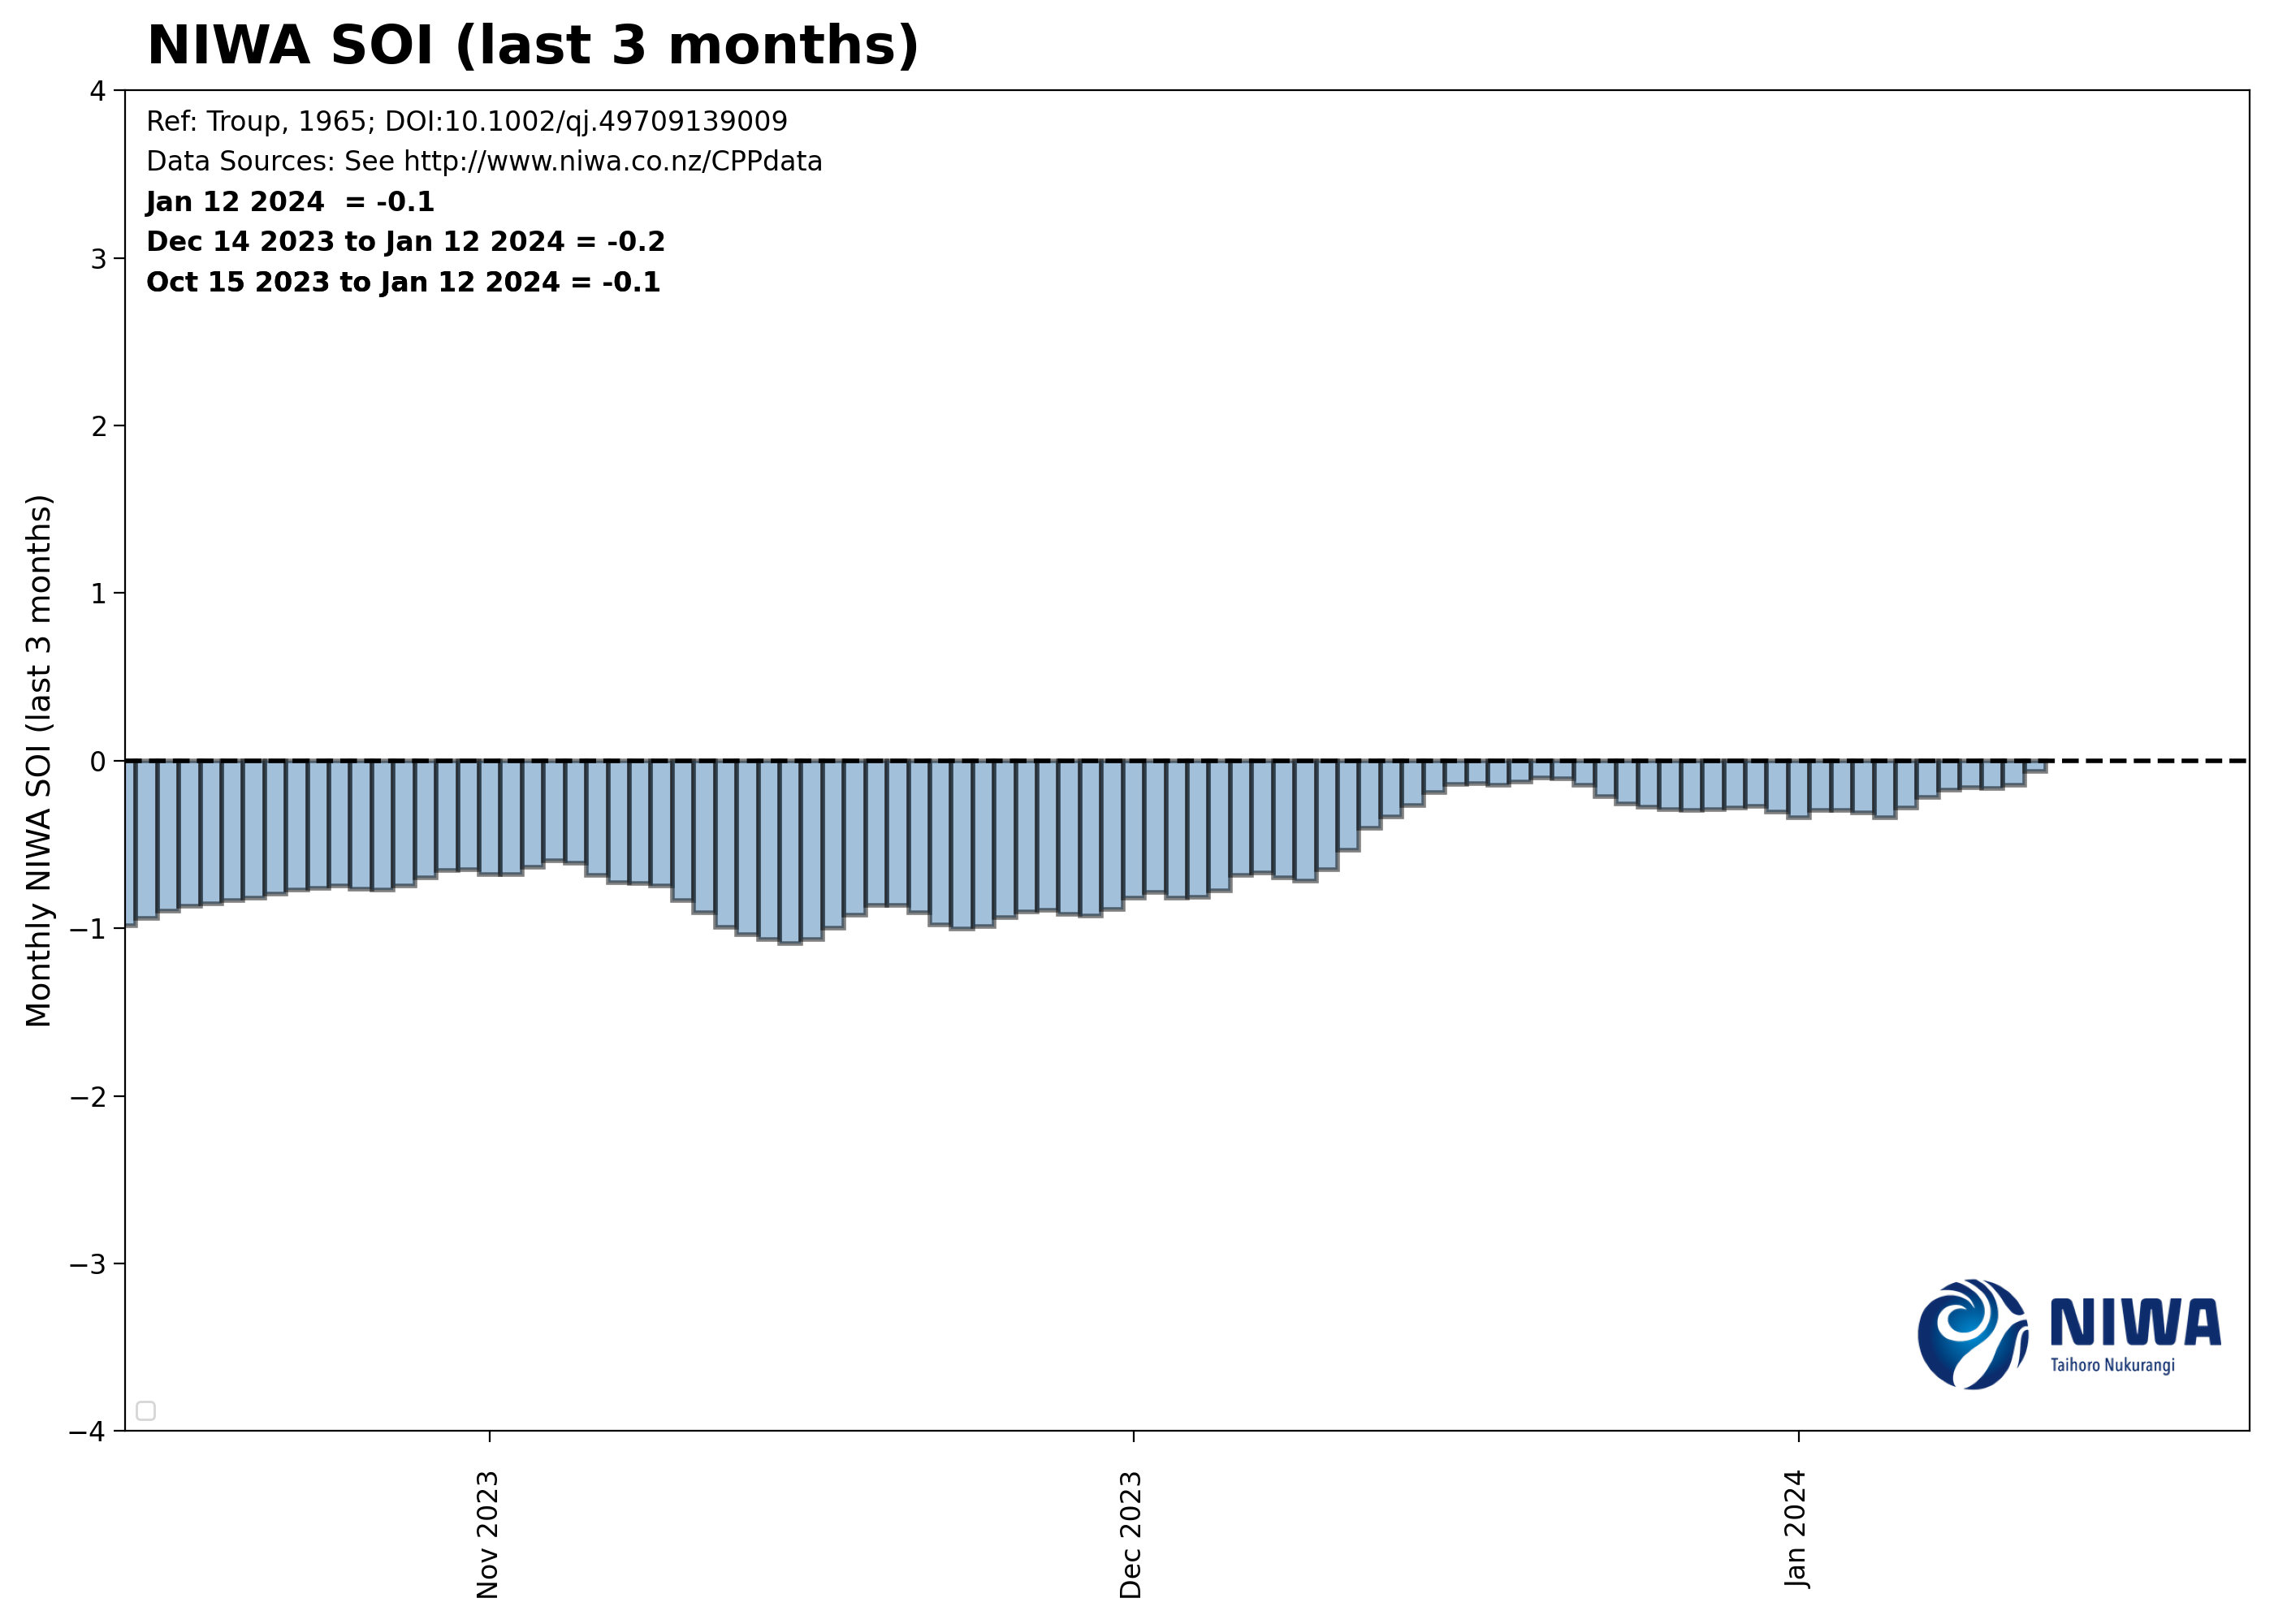 NIWA SOI (last 3 months)
Ref: Troup, 1965; DOI:10.1002/qj.49709139009
Data Sources: See http://www.niwa.co.nz/CPPdata
Jan 12 2024  = -0.1
Dec 14 2023 to Jan 12 2024 = -0.2
Oct 15 2023 to Jan 12 2024 = -0.1
Monthly NIWA SOI (last 3 months)
4
3
2
1
0
−1
−2
−3
−4
Nov 2023
Dec 2023
Jan 2024
NIWA
Taihoro Nukurangi